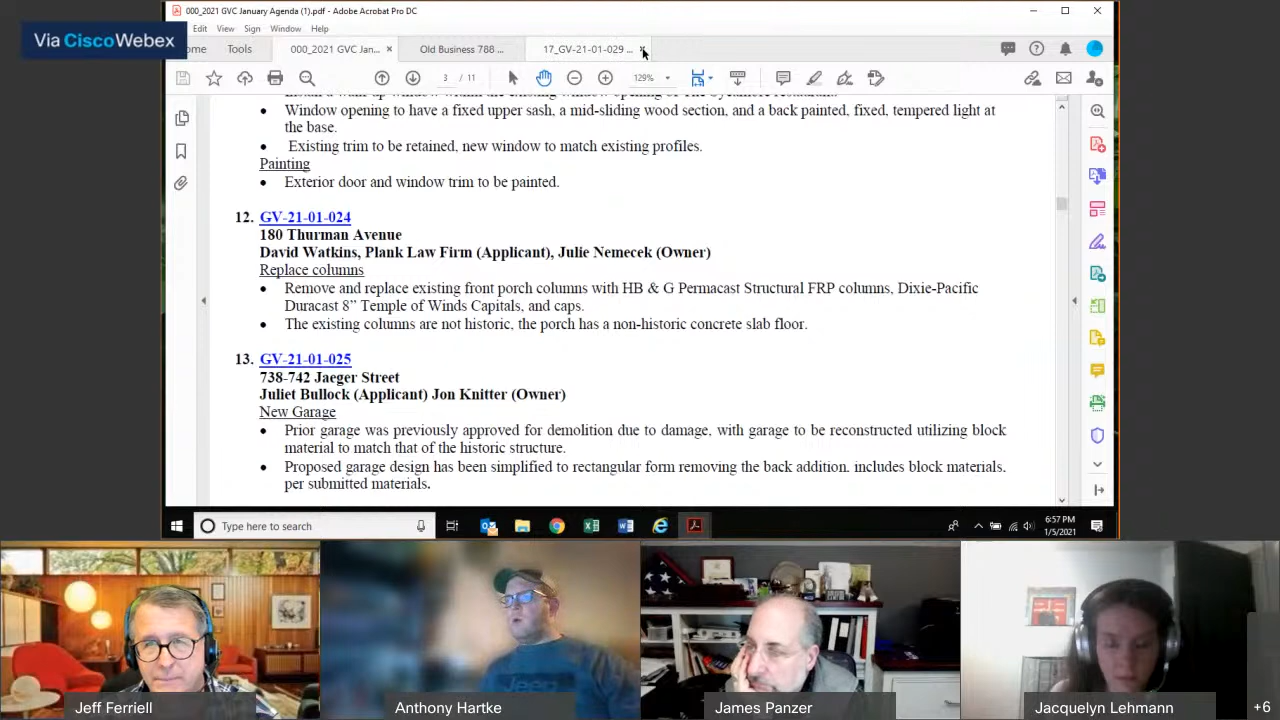 Via Cisco Webex
000_2021 GVC January Agenda (1).pdf - Adobe Acrobat Pro DC
Edit View Sign Window Help
ome Tools 000_2021 GVC Jan... × Old Business 788 ... 17_GV-21-01-029 ... ×
3 / 11 129%
Window opening to have a fixed upper sash, a mid-sliding wood section, and a back painted, fixed, tempered light at
the base.
Existing trim to be retained, new window to match existing profiles.
Painting
Exterior door and window trim to be painted.
12. GV-21-01-024
180 Thurman Avenue
David Watkins, Plank Law Firm (Applicant), Julie Nemecek (Owner)
Replace columns
Remove and replace existing front porch columns with HB & G Permacast Structural FRP columns, Dixie-Pacific
Duracast 8” Temple of Winds Capitals, and caps.
The existing columns are not historic, the porch has a non-historic concrete slab floor.
13. GV-21-01-025
738-742 Jaeger Street
Juliet Bullock (Applicant) Jon Knitter (Owner)
New Garage
Prior garage was previously approved for demolition due to damage, with garage to be reconstructed utilizing block
material to match that of the historic structure.
Proposed garage design has been simplified to rectangular form removing the back addition, includes block materials,
per submitted materials.
Type here to search
6:57 PM
1/5/2021
Jeff Ferriell
Anthony Hartke
James Panzer
Jacquelyn Lehmann
+6